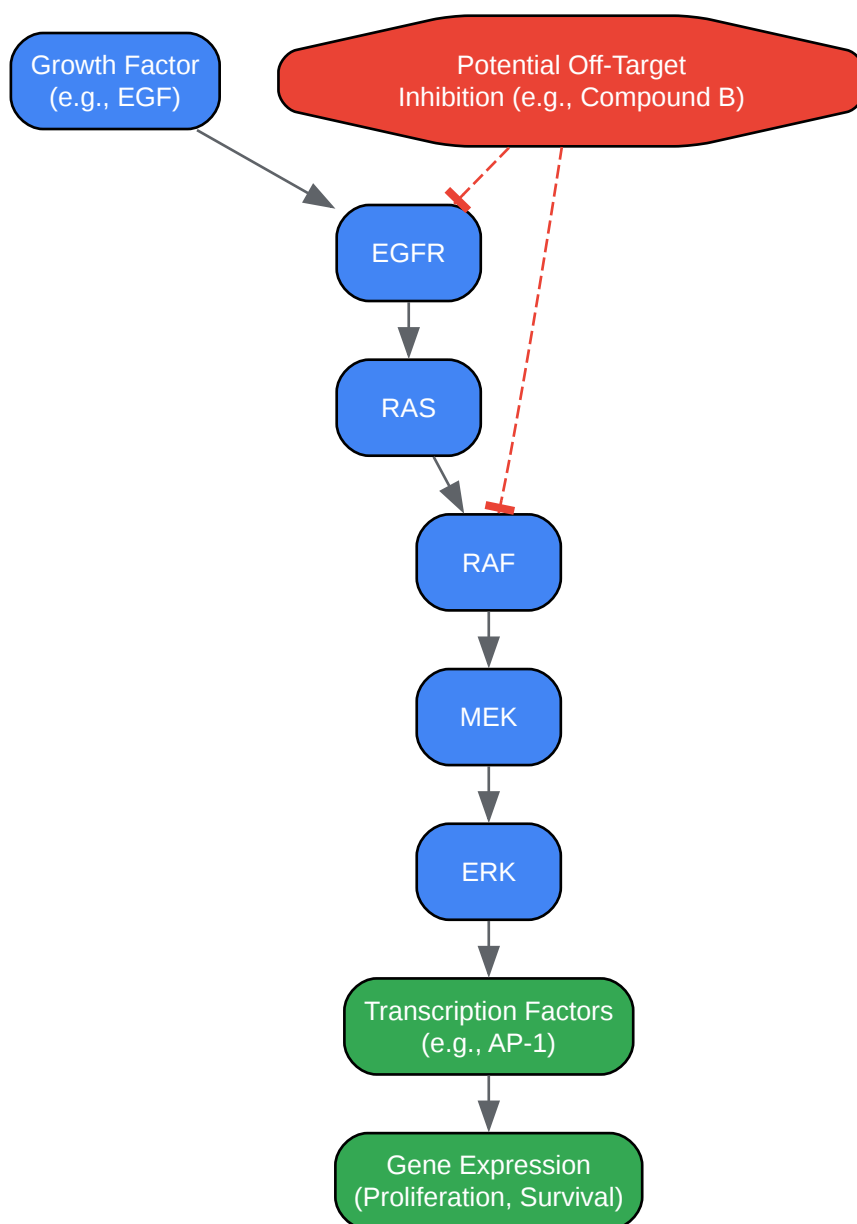 Growth Factor
(e.g., EGF)
Potential Off-Target
Inhibition (e.g., Compound B)
EGFR
RAS
RAF
MEK
ERK
Transcription Factors
(e.g., AP-1)
Gene Expression
(Proliferation, Survival)